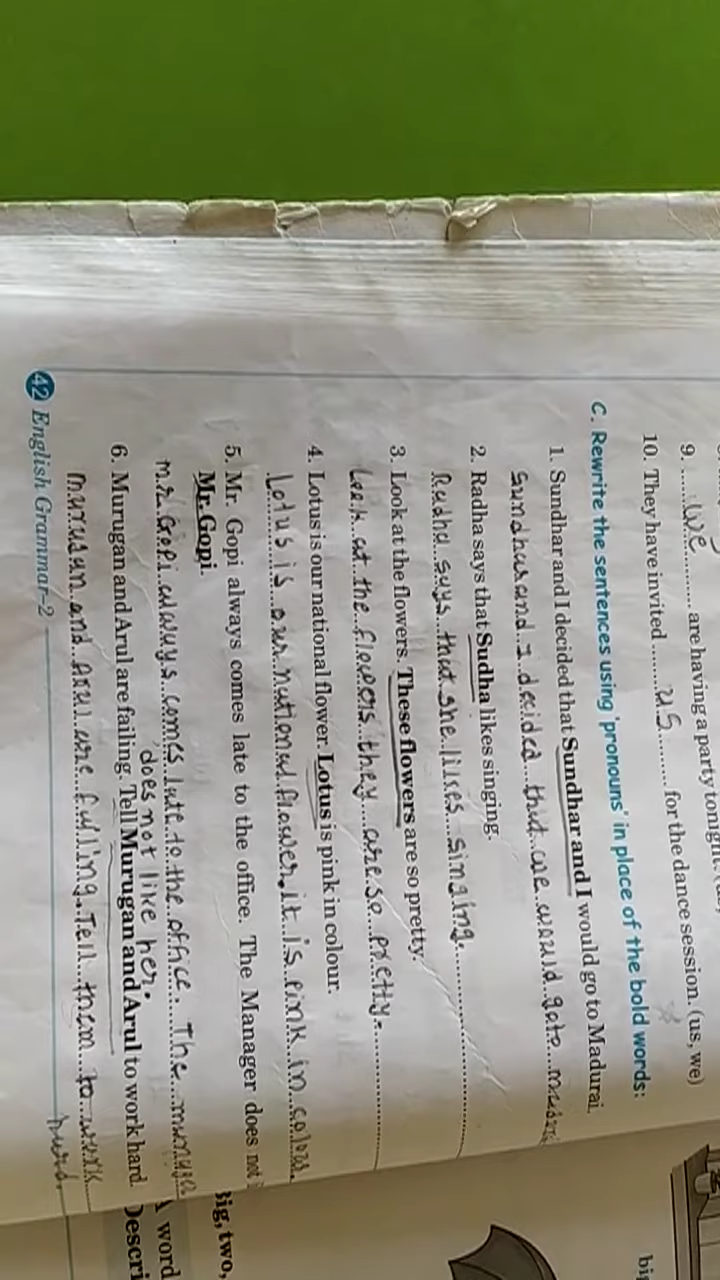 9. ....We.... are having a party tonight.
10. They have invited ....us.... for the dance session. (us, we)
C. Rewrite the sentences using 'pronouns' in place of the bold words:
1. Sundhar and I decided that Sundhar and I would go to Madurai.
Sundhar and I decided that we would goto
2. Radha says that Sudha likes singing.
Radha says that she likes singing.
3. Look at the flowers. These flowers are so pretty.
Look at the flowers they are so pretty.
4. Lotus is our national flower. Lotus is pink in colour.
Lotus is our national flower. it is pink in colour.
5. Mr. Gopi always comes late to the office. The Manager does not
Mr. Gopi.
mr. Gopi always comes late to the office. The
does not like her.
6. Murugan and Arul are failing. Tell Murugan and Arul to work hard.
murugan and Arul are failing. Tell them to work
hard.
42 English Grammar-2
big, two,
word
Descri
bi